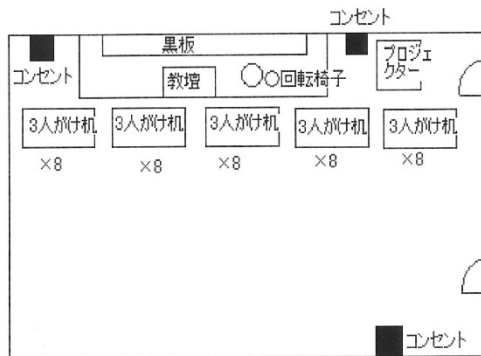 コンセント
黒板
プロジェ
クター
コンセント
教壇
○回転椅子
3人がけ机
3人がけ机
3人がけ机
3人がけ机
3人がけ机
×8
×8
×8
×8
×8
コンセント